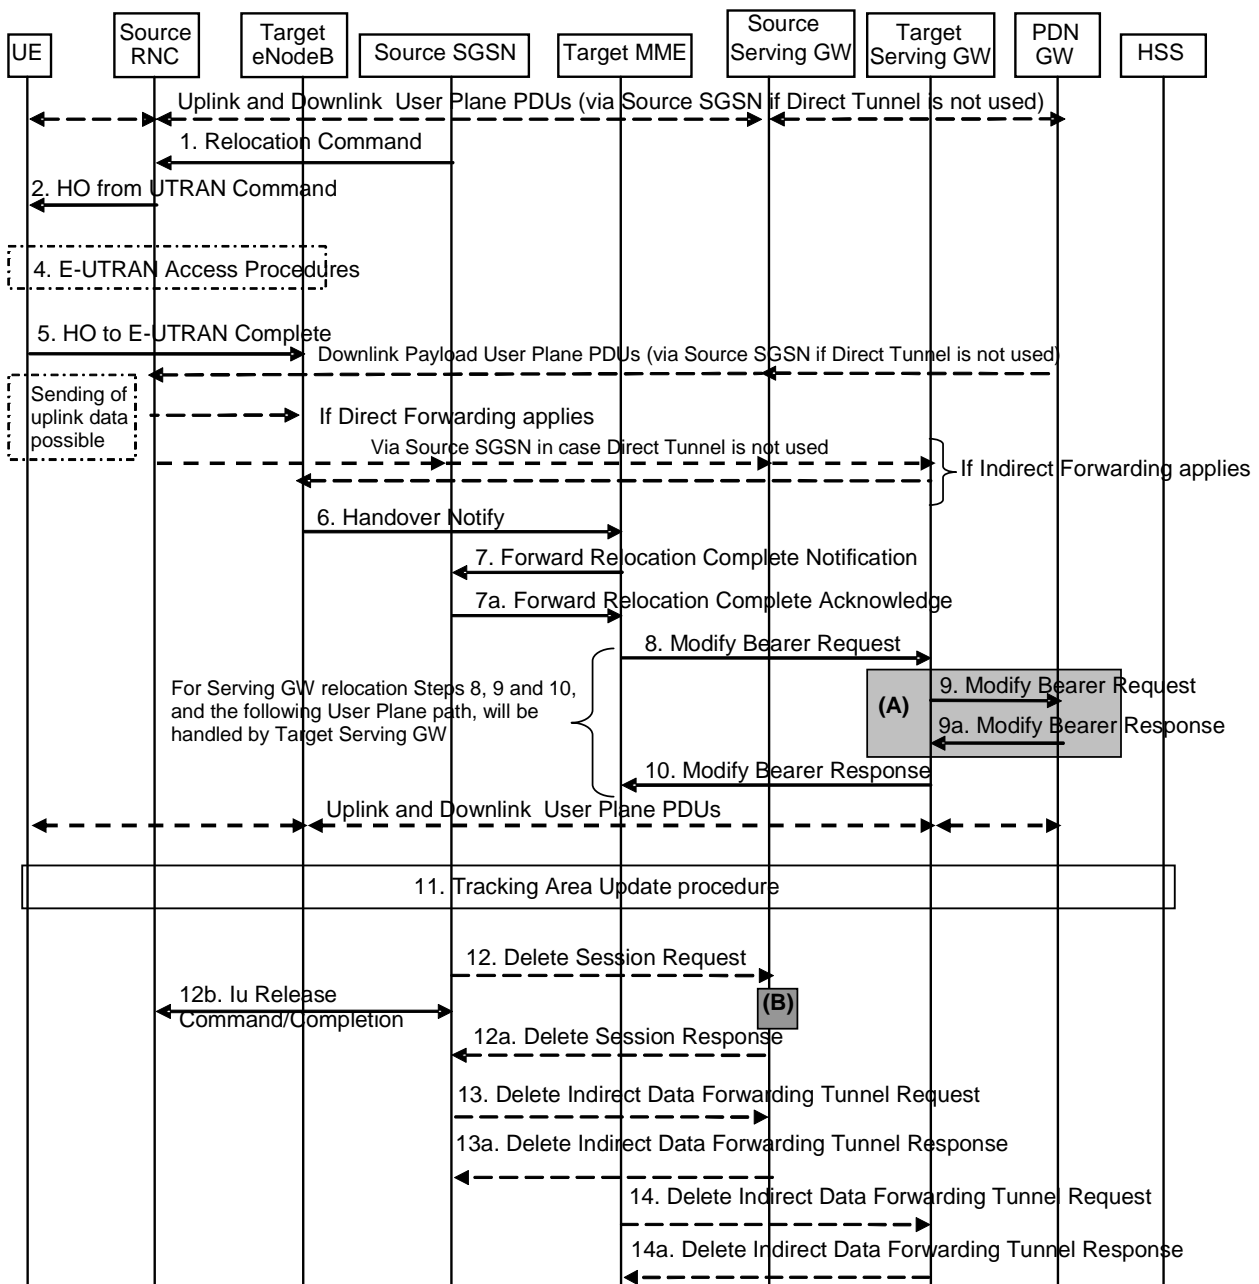 UE
Source
RNC
Target
eNodeB
Source SGSN
Target MME
Source
Serving GW
Target
Serving GW
PDN
GW
HSS
Uplink and Downlink User Plane PDUs (via Source SGSN if Direct Tunnel is not used)
1. Relocation Command
2. HO from UTRAN Command
4. E-UTRAN Access Procedures
5. HO to E-UTRAN Complete
Downlink Payload User Plane PDUs (via Source SGSN if Direct Tunnel is not used)
Sending of
uplink data
possible
If Direct Forwarding applies
Via Source SGSN in case Direct Tunnel is not used
If Indirect Forwarding applies
6. Handover Notify
7. Forward Relocation Complete Notification
7a. Forward Relocation Complete Acknowledge
8. Modify Bearer Request
For Serving GW relocation Steps 8, 9 and 10,
and the following User Plane path, will be
handled by Target Serving GW
(A)
9. Modify Bearer Request
9a. Modify Bearer Response
10. Modify Bearer Response
Uplink and Downlink User Plane PDUs
11. Tracking Area Update procedure
12. Delete Session Request
12b. Iu Release
Command/Completion
(B)
12a. Delete Session Response
13. Delete Indirect Data Forwarding Tunnel Request
13a. Delete Indirect Data Forwarding Tunnel Response
14. Delete Indirect Data Forwarding Tunnel Request
14a. Delete Indirect Data Forwarding Tunnel Response